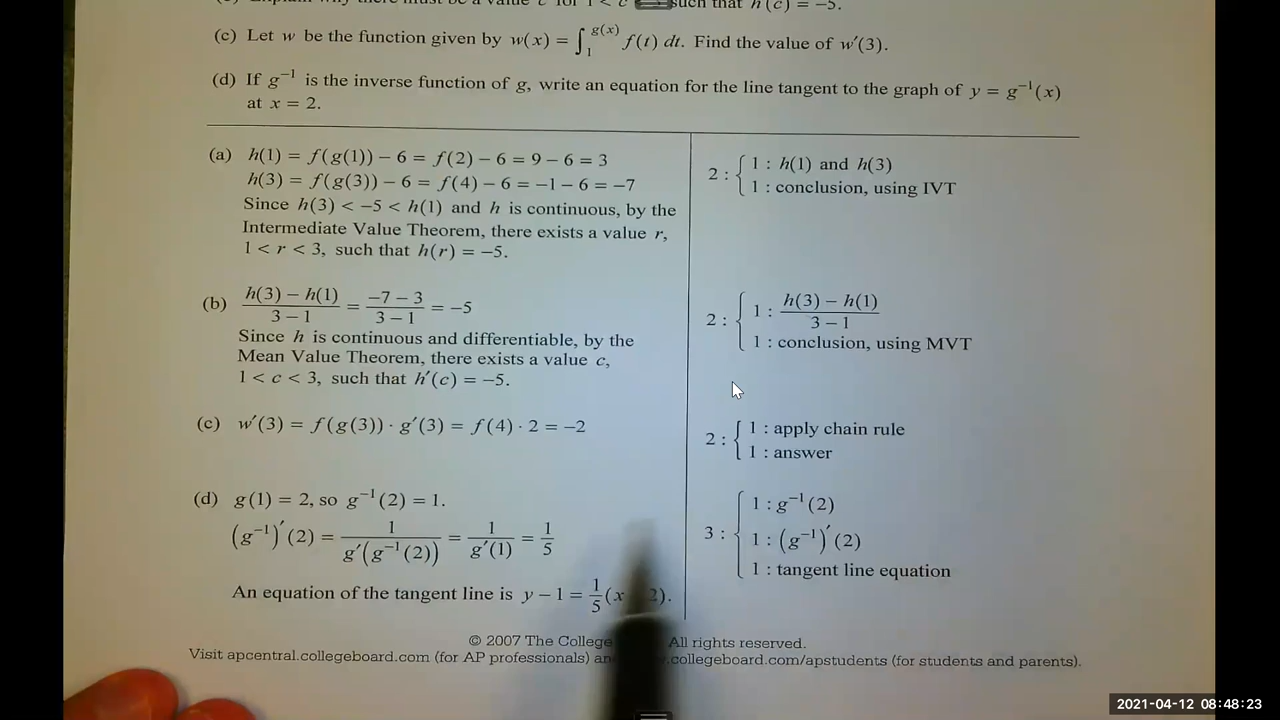 such that h(c) = −5.
(c) Let w be the function given by w(x) = ∫₁^{g(x)} f(t) dt. Find the value of w′(3).
(d) If g⁻¹ is the inverse function of g, write an equation for the line tangent to the graph of y = g⁻¹(x)
at x = 2.
(a) h(1) = f(g(1)) − 6 = f(2) − 6 = 9 − 6 = 3
h(3) = f(g(3)) − 6 = f(4) − 6 = −1 − 6 = −7
Since h(3) < −5 < h(1) and h is continuous, by the
Intermediate Value Theorem, there exists a value r,
1 < r < 3, such that h(r) = −5.
2 : { 1 : h(1) and h(3)
1 : conclusion, using IVT
(b) (h(3) − h(1))/(3 − 1) = (−7 − 3)/(3 − 1) = −5
Since h is continuous and differentiable, by the
Mean Value Theorem, there exists a value c,
1 < c < 3, such that h′(c) = −5.
2 : { 1 : (h(3) − h(1))/(3 − 1)
1 : conclusion, using MVT
(c) w′(3) = f(g(3)) · g′(3) = f(4) · 2 = −2
2 : { 1 : apply chain rule
1 : answer
(d) g(1) = 2, so g⁻¹(2) = 1.
(g⁻¹)′(2) = 1/(g′(g⁻¹(2))) = 1/(g′(1)) = 1/5
An equation of the tangent line is y − 1 = 1/5 (x 2).
3 : { 1 : g⁻¹(2)
1 : (g⁻¹)′(2)
1 : tangent line equation
© 2007 The College All rights reserved.
Visit apcentral.collegeboard.com (for AP professionals) collegeboard.com/apstudents (for students and parents).
2021-04-12 08:48:23